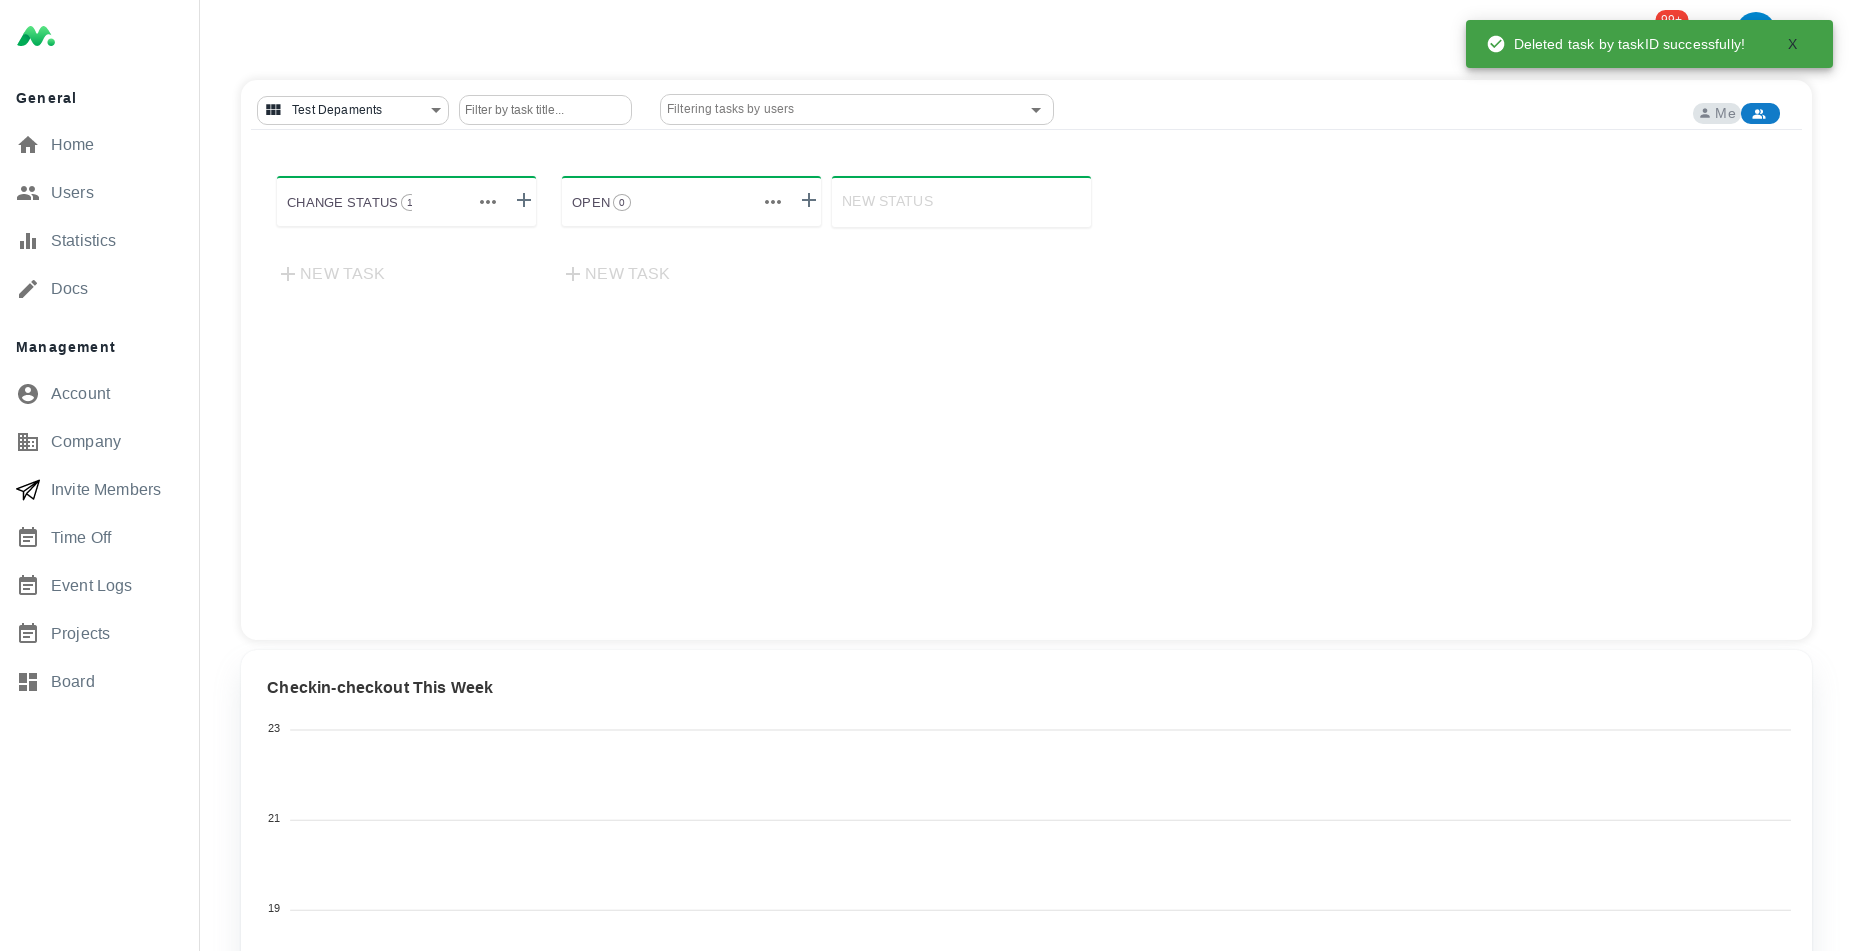 99+
Deleted task by taskID successfully! X
General
Home
Users
Statistics
Docs
Management
Account
Company
Invite Members
Time Off
Event Logs
Projects
Board
Test Depaments
Filter by task title...
Filtering tasks by users
Me
CHANGE STATUS 1
OPEN 0
NEW STATUS
NEW TASK
NEW TASK
Checkin-checkout This Week
23
21
19